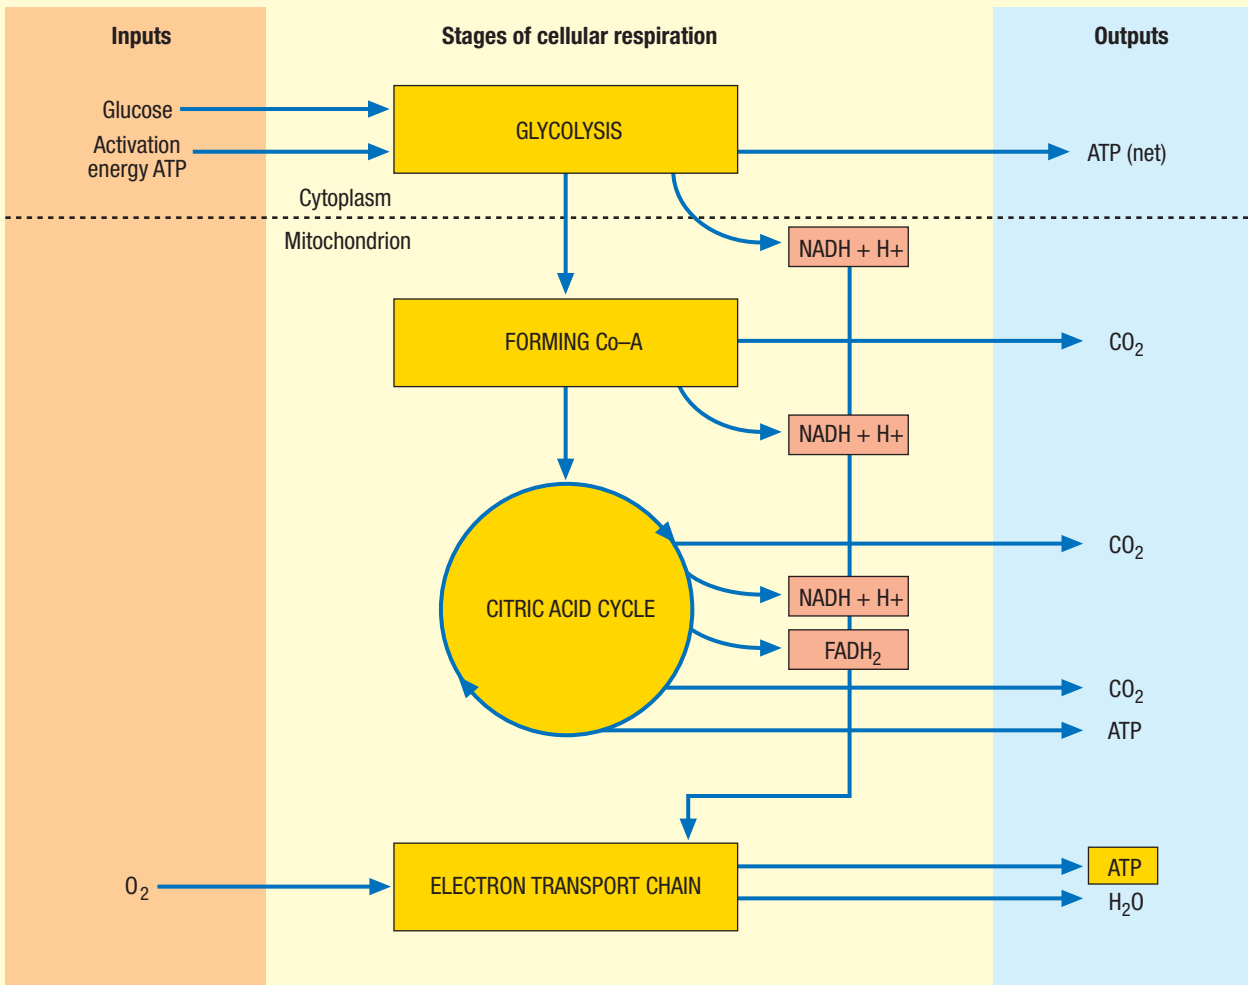 Inputs
Stages of cellular respiration
Outputs
Glucose
GLYCOLYSIS
Activation
energy ATP
ATP (net)
Cytoplasm
Mitochondrion
NADH + H+
FORMING Co–A
CO2
NADH + H+
CO2
CITRIC ACID CYCLE
NADH + H+
FADH2
CO2
ATP
O2
ELECTRON TRANSPORT CHAIN
ATP
H2O